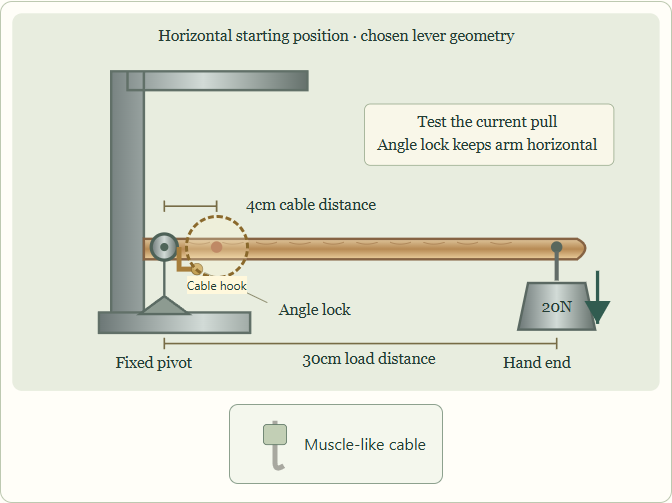 Horizontal starting position · chosen lever geometry
Test the current pull
Angle lock keeps arm horizontal
4cm cable distance
Cable hook
Angle lock
20N
30cm load distance
Fixed pivot
Hand end
Muscle-like cable